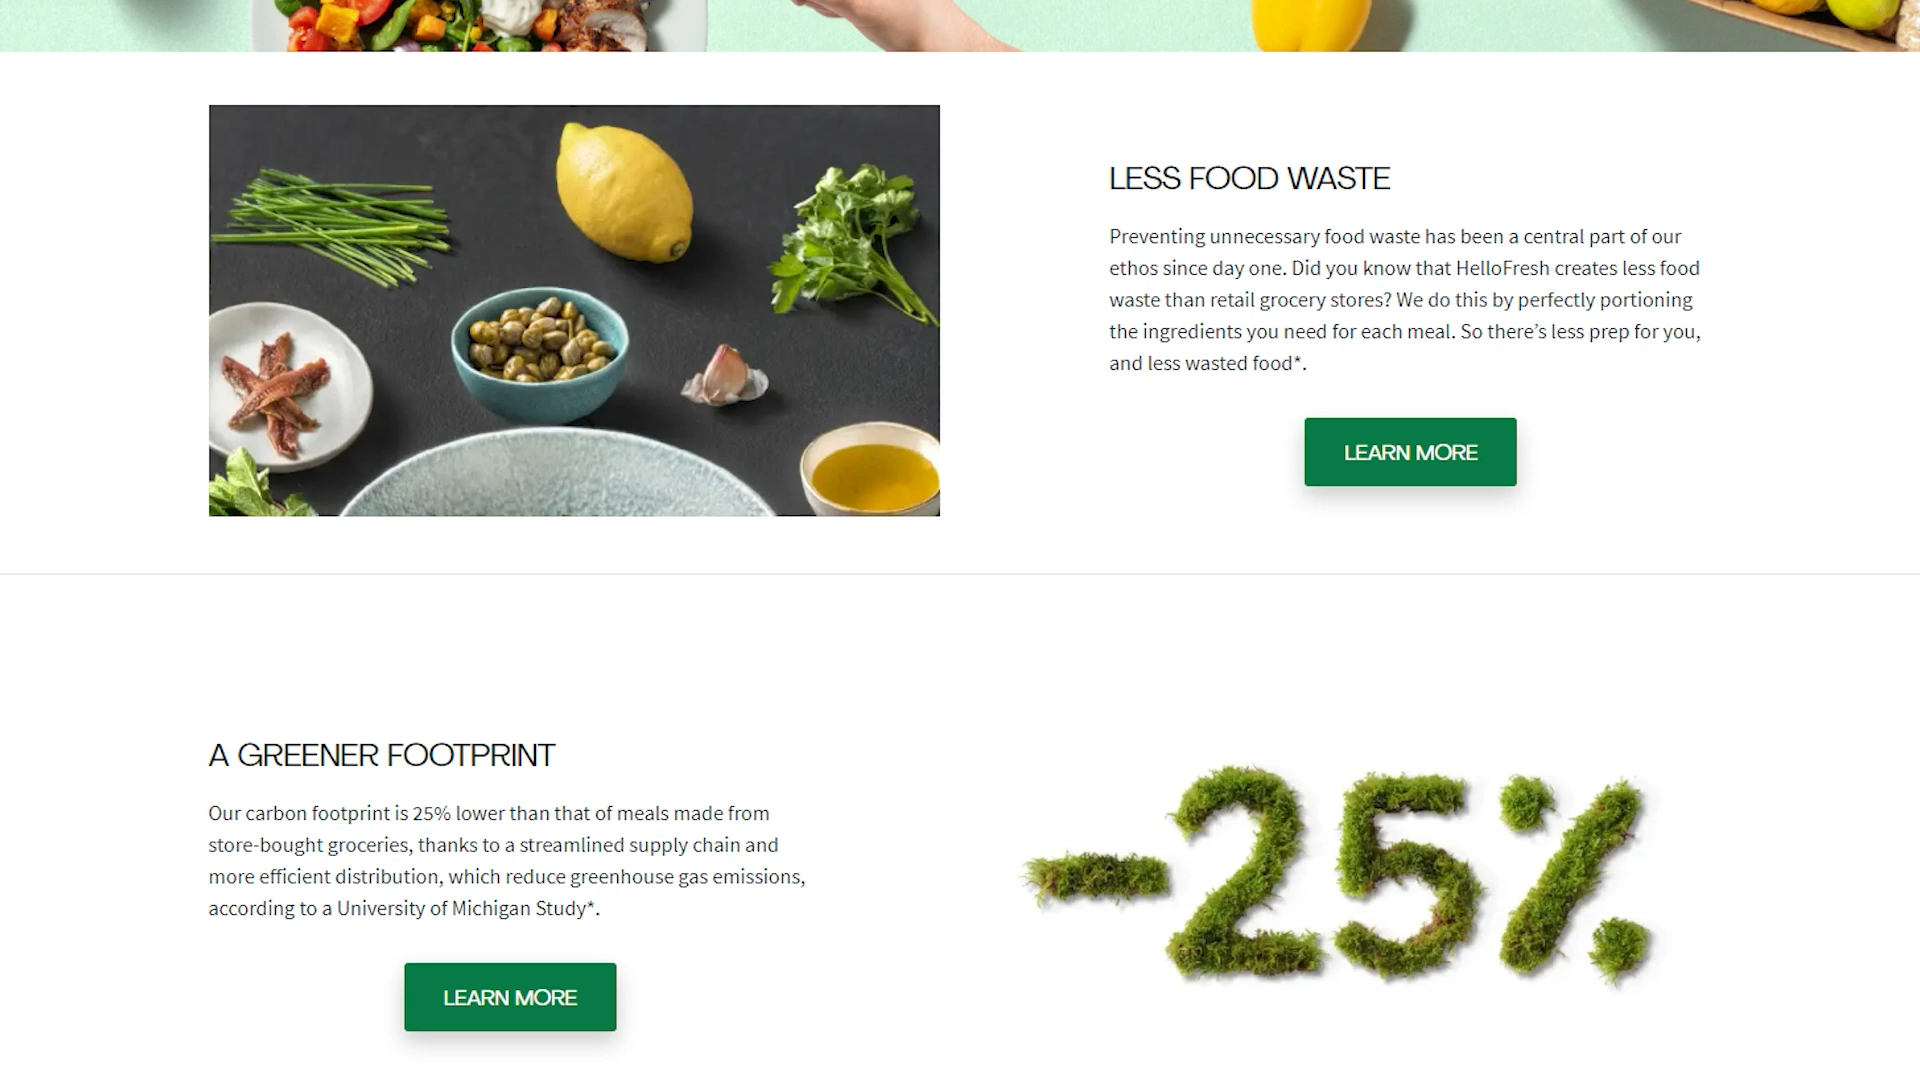 LESS FOOD WASTE
Preventing unnecessary food waste has been a central part of our
ethos since day one. Did you know that HelloFresh creates less food
waste than retail grocery stores? We do this by perfectly portioning
the ingredients you need for each meal. So there’s less prep for you,
and less wasted food*.
LEARN MORE
A GREENER FOOTPRINT
Our carbon footprint is 25% lower than that of meals made from
store-bought groceries, thanks to a streamlined supply chain and
more efficient distribution, which reduce greenhouse gas emissions,
according to a University of Michigan Study*.
LEARN MORE
-25%